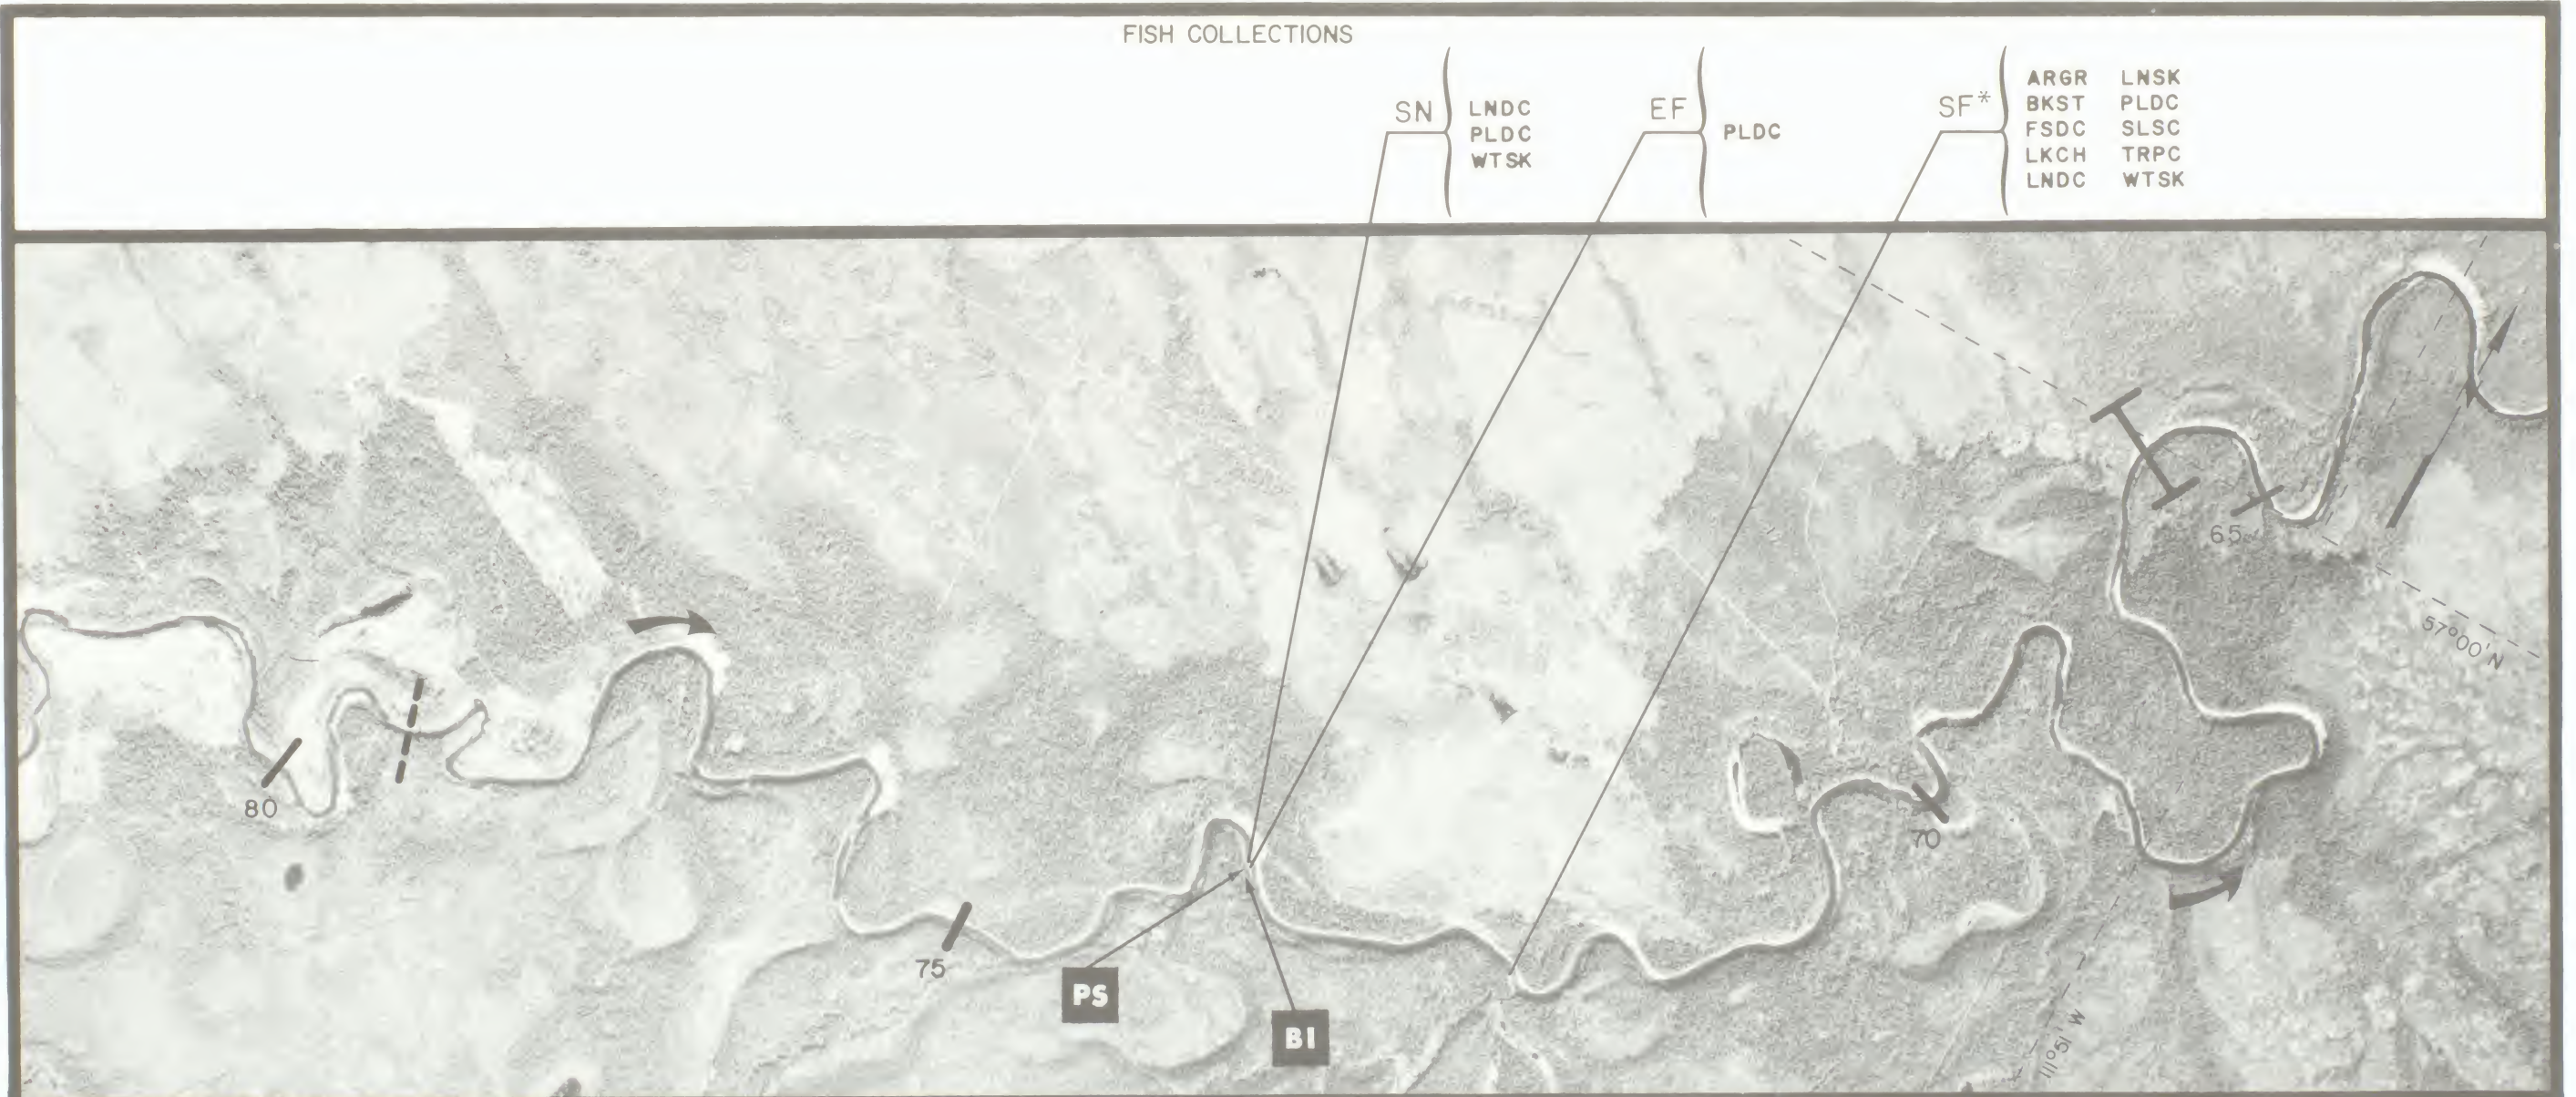 FISH COLLECTIONS
SN
LNDC
PLDC
WTSK
EF
PLDC
SF*
ARGR LNSK
BKST PLDC
FSDC SLSC
LKCH TRPC
LNDC WTSK
65
57°00'N
80
70
75
PS
BI
111°51'W